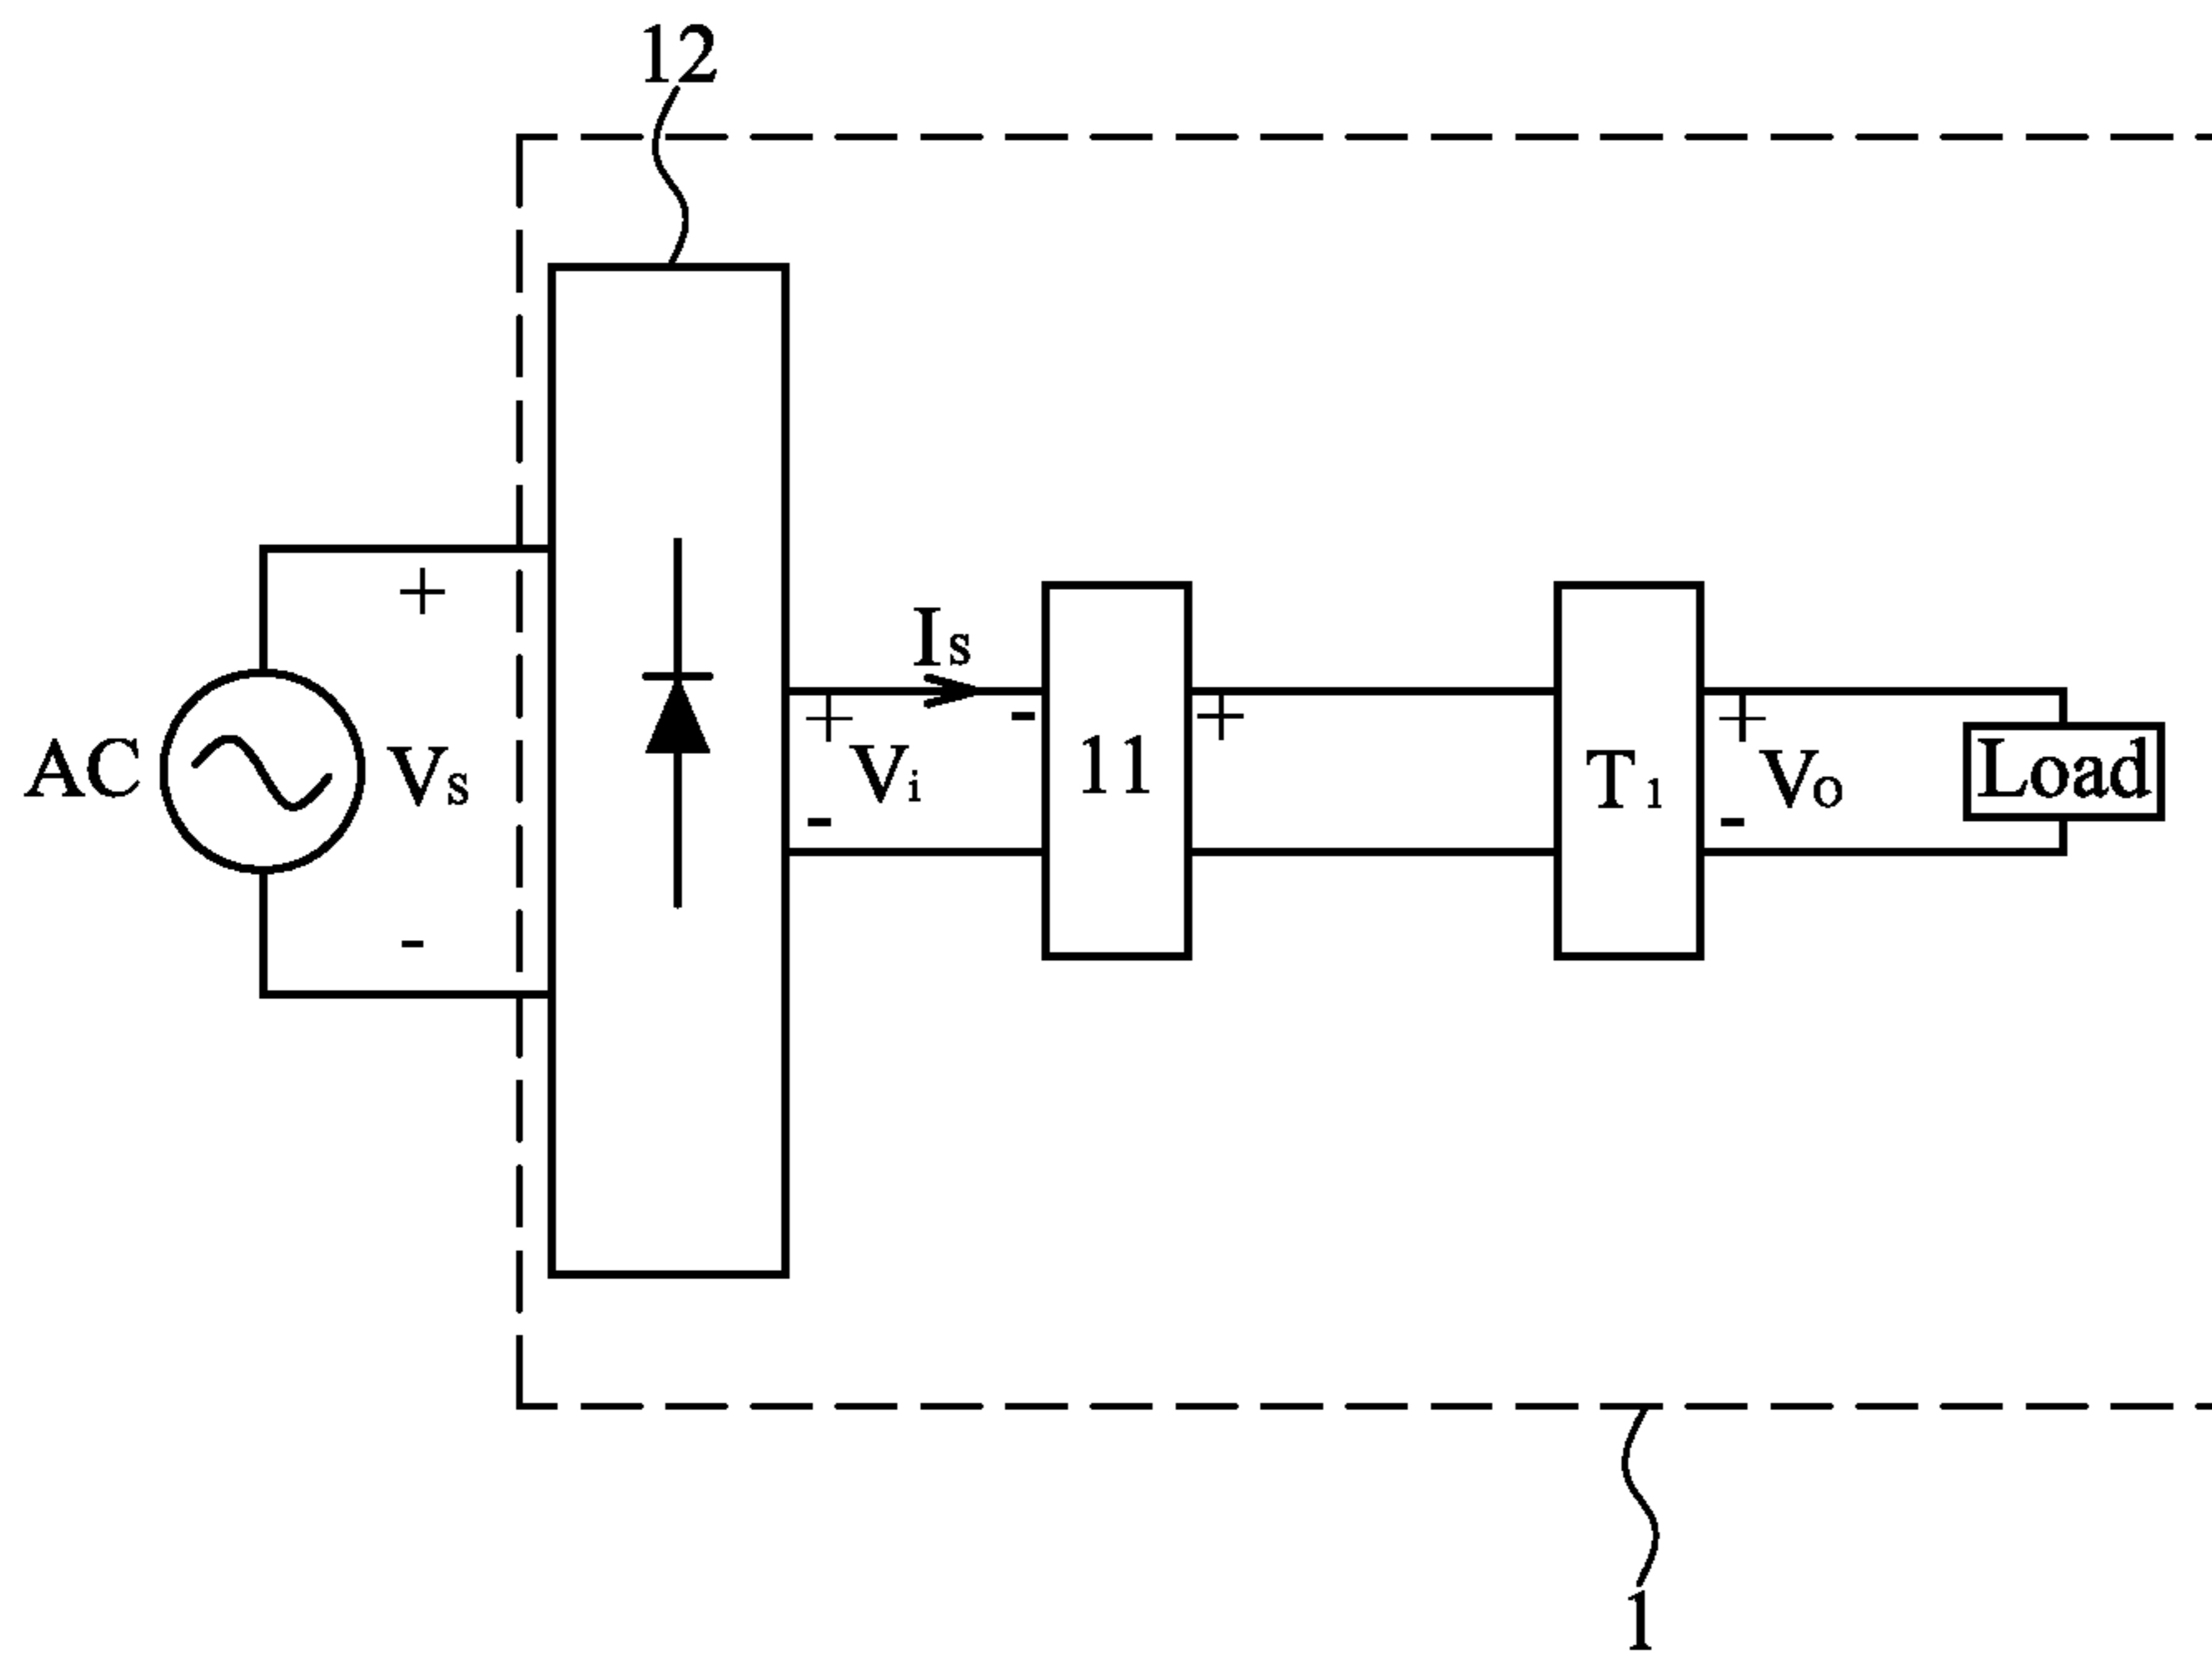 12
AC
Vs
+
-
Is
+
Vi
-
-
11
+
T1
+
Vo
-
Load
1